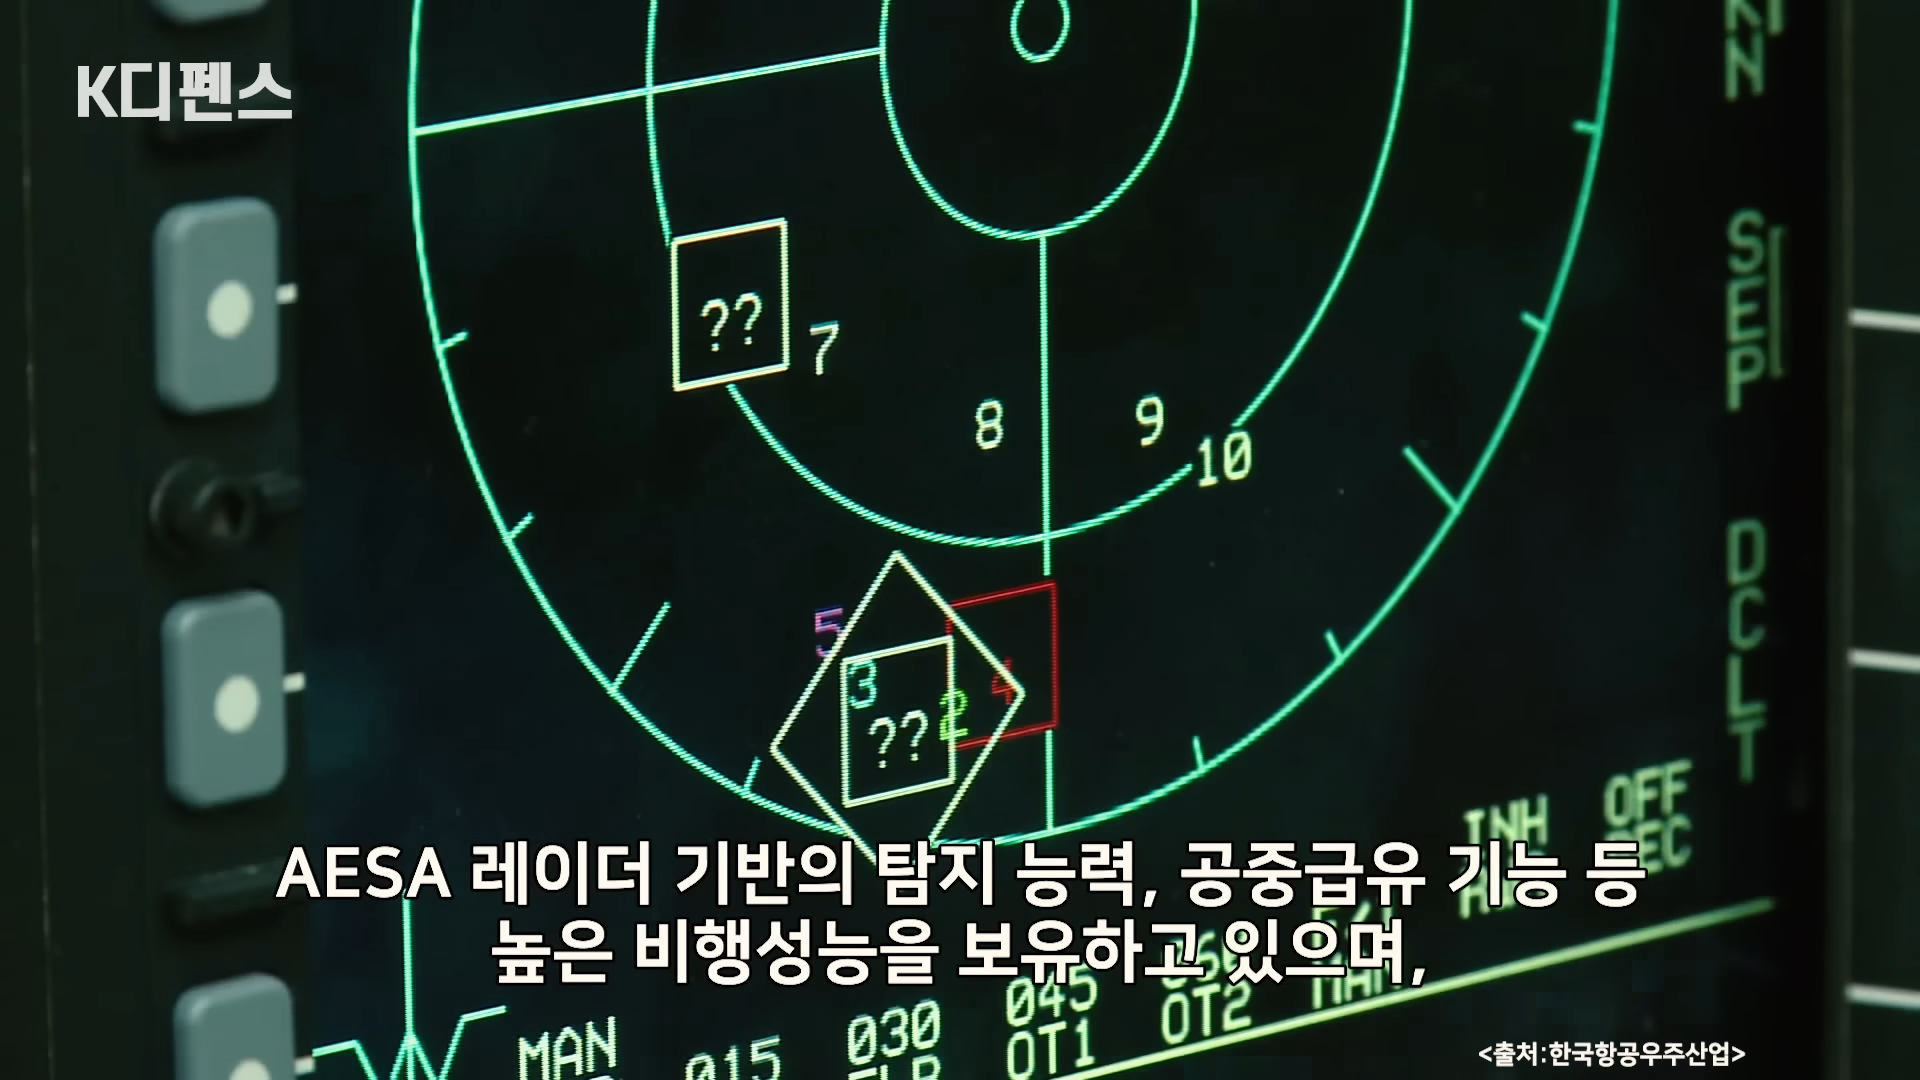 K디펜스
??
7
8
9
10
SEP
5
3
??
2
4
DCLT
INH
OFF
AESA 레이더 기반의 탐지 능력, 공중급유 기능 등
높은 비행성능을 보유하고 있으며,
MAN
015
030
045
OT1
OT2
MAN
<출처:한국항공우주산업>